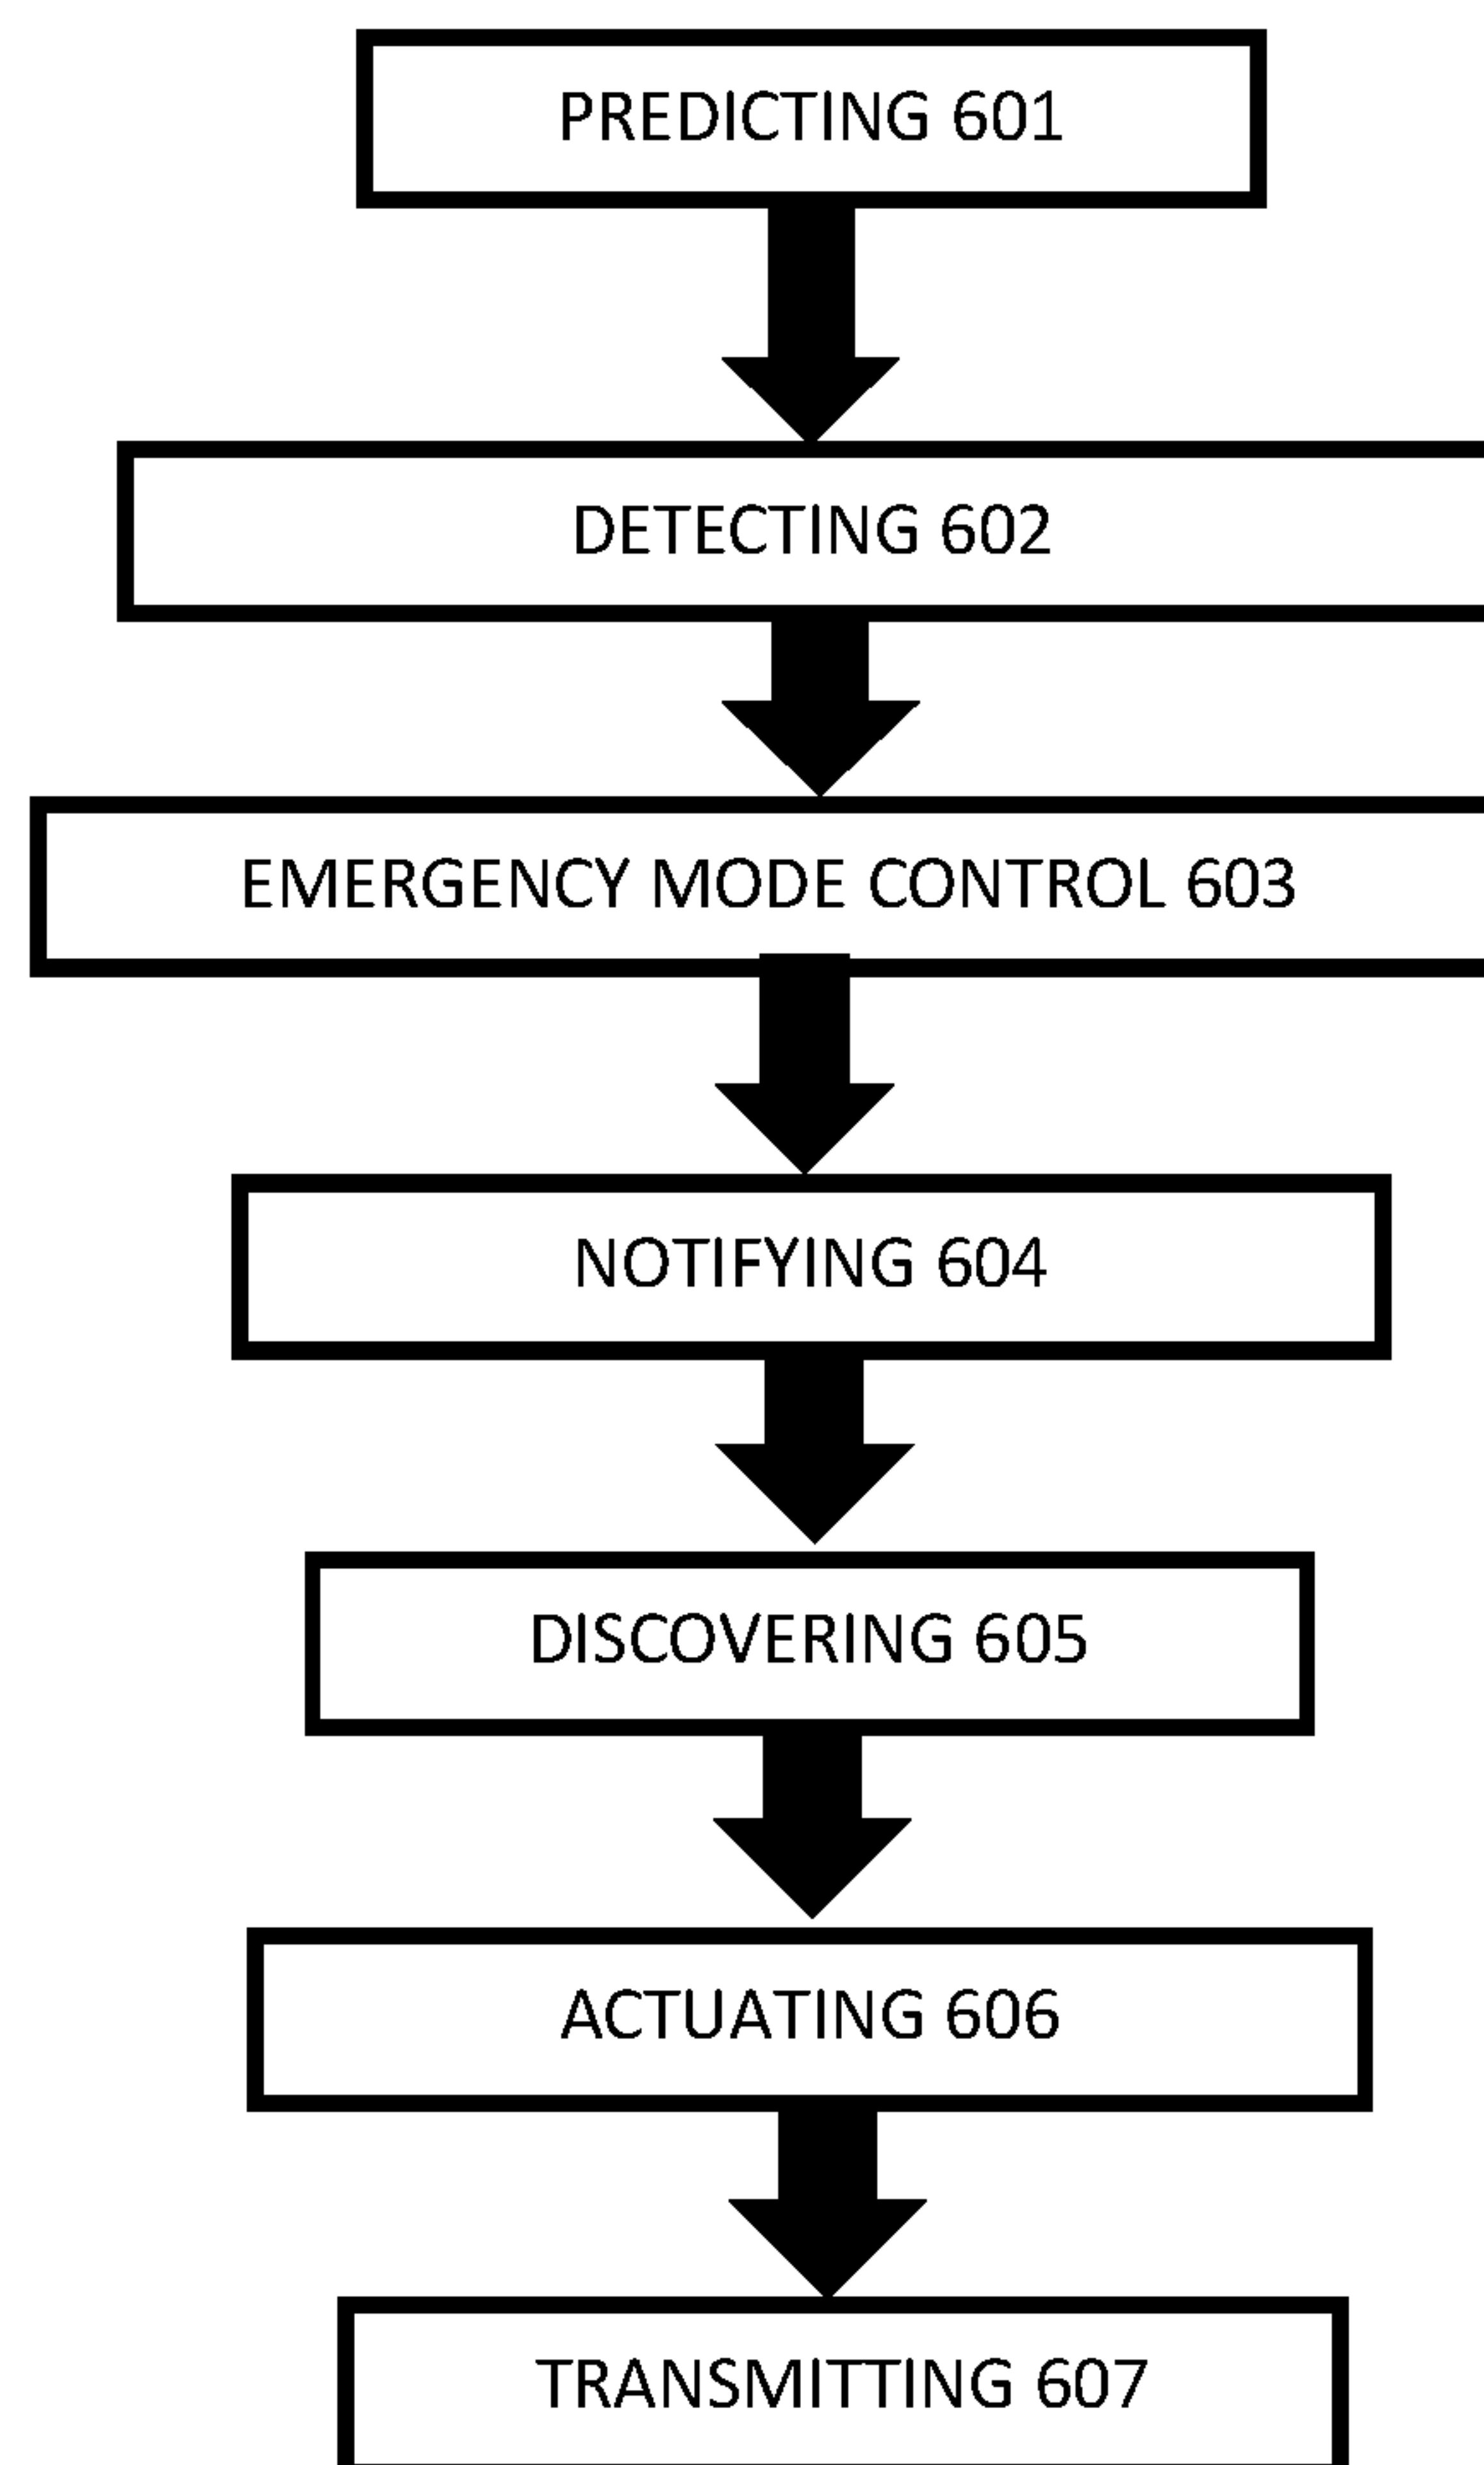 PREDICTING 601
DETECTING 602
EMERGENCY MODE CONTROL 603
NOTIFYING 604
DISCOVERING 605
ACTUATING 606
TRANSMITTING 607